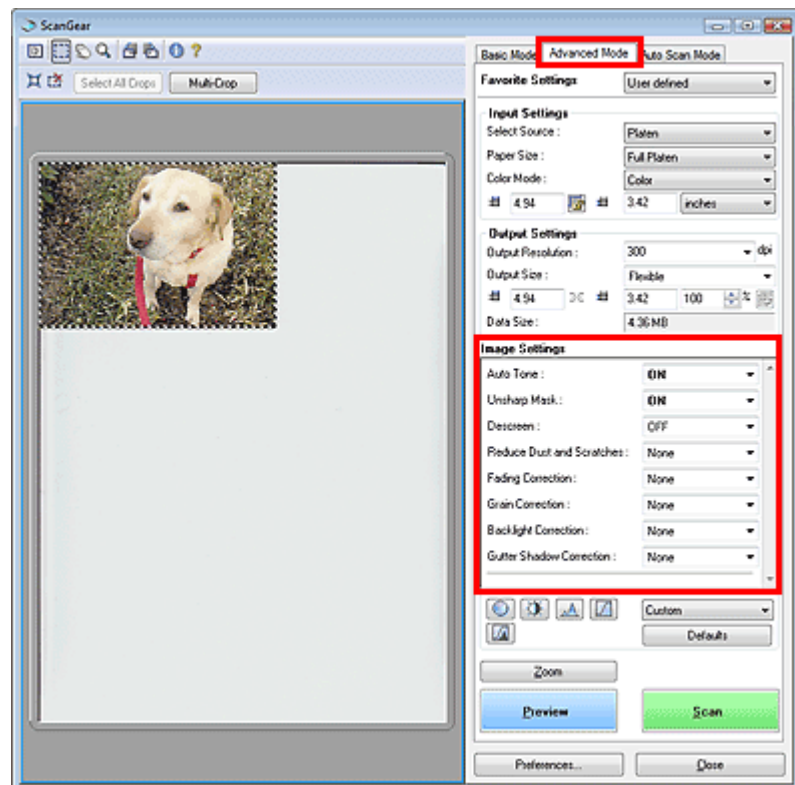 ScanGear
Select All Crops Multi-Crop
Basic Mode Advanced Mode Auto Scan Mode
Favorite Settings User defined
Input Settings
Select Source : Platen
Paper Size : Full Platen
Color Mode : Color
4.94 3.42 inches
Output Settings
Output Resolution : 300 dpi
Output Size : Flexible
4.94 3.42 100 %
Data Size : 4.36 MB
Image Settings
Auto Tone : ON
Unsharp Mask : ON
Descreen : OFF
Reduce Dust and Scratches : None
Fading Correction : None
Grain Correction : None
Backlight Correction : None
Gutter Shadow Correction : None
Custom
Defaults
Zoom
Preview Scan
Preferences... Close